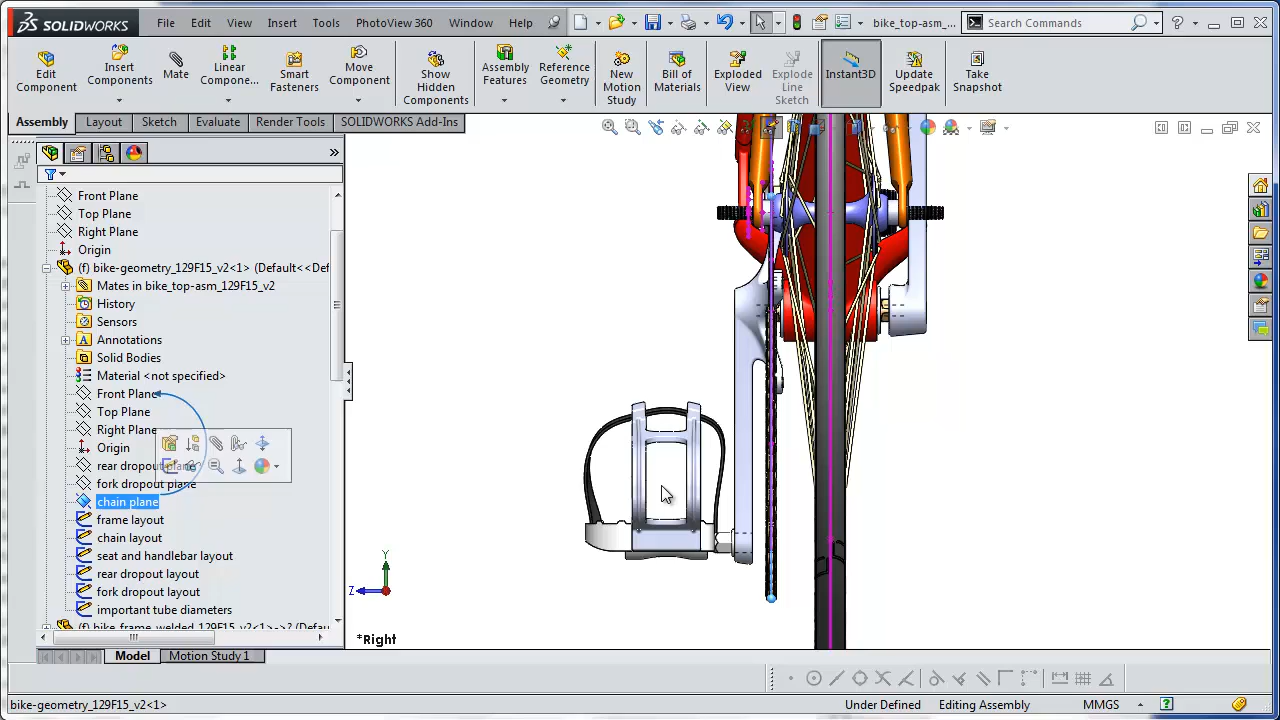 SOLIDWORKS File Edit View Insert Tools PhotoView 360 Window Help bike_top-asm_... Search Commands
Edit Component
Insert Components
Mate
Linear Compone...
Smart Fasteners
Move Component
Show Hidden Components
Assembly Features
Reference Geometry
New Motion Study
Bill of Materials
Exploded View
Explode Line Sketch
Instant3D
Update Speedpak
Take Snapshot
Assembly Layout Sketch Evaluate Render Tools SOLIDWORKS Add-Ins
Front Plane
Top Plane
Right Plane
Origin
(f) bike-geometry_129F15_v2<1> (Default<<Def
Mates in bike_top-asm_129F15_v2
History
Sensors
Annotations
Solid Bodies
Material <not specified>
Front Plane
Top Plane
Right Plane
Origin
rear dropout plane
fork dropout plane
chain plane
frame layout
chain layout
seat and handlebar layout
rear dropout layout
fork dropout layout
important tube diameters
(f) bike_frame_welded_129F15_v2<1>->? (Defau
Y
Z
*Right
Model Motion Study 1
bike-geometry_129F15_v2<1> Under Defined Editing Assembly MMGS